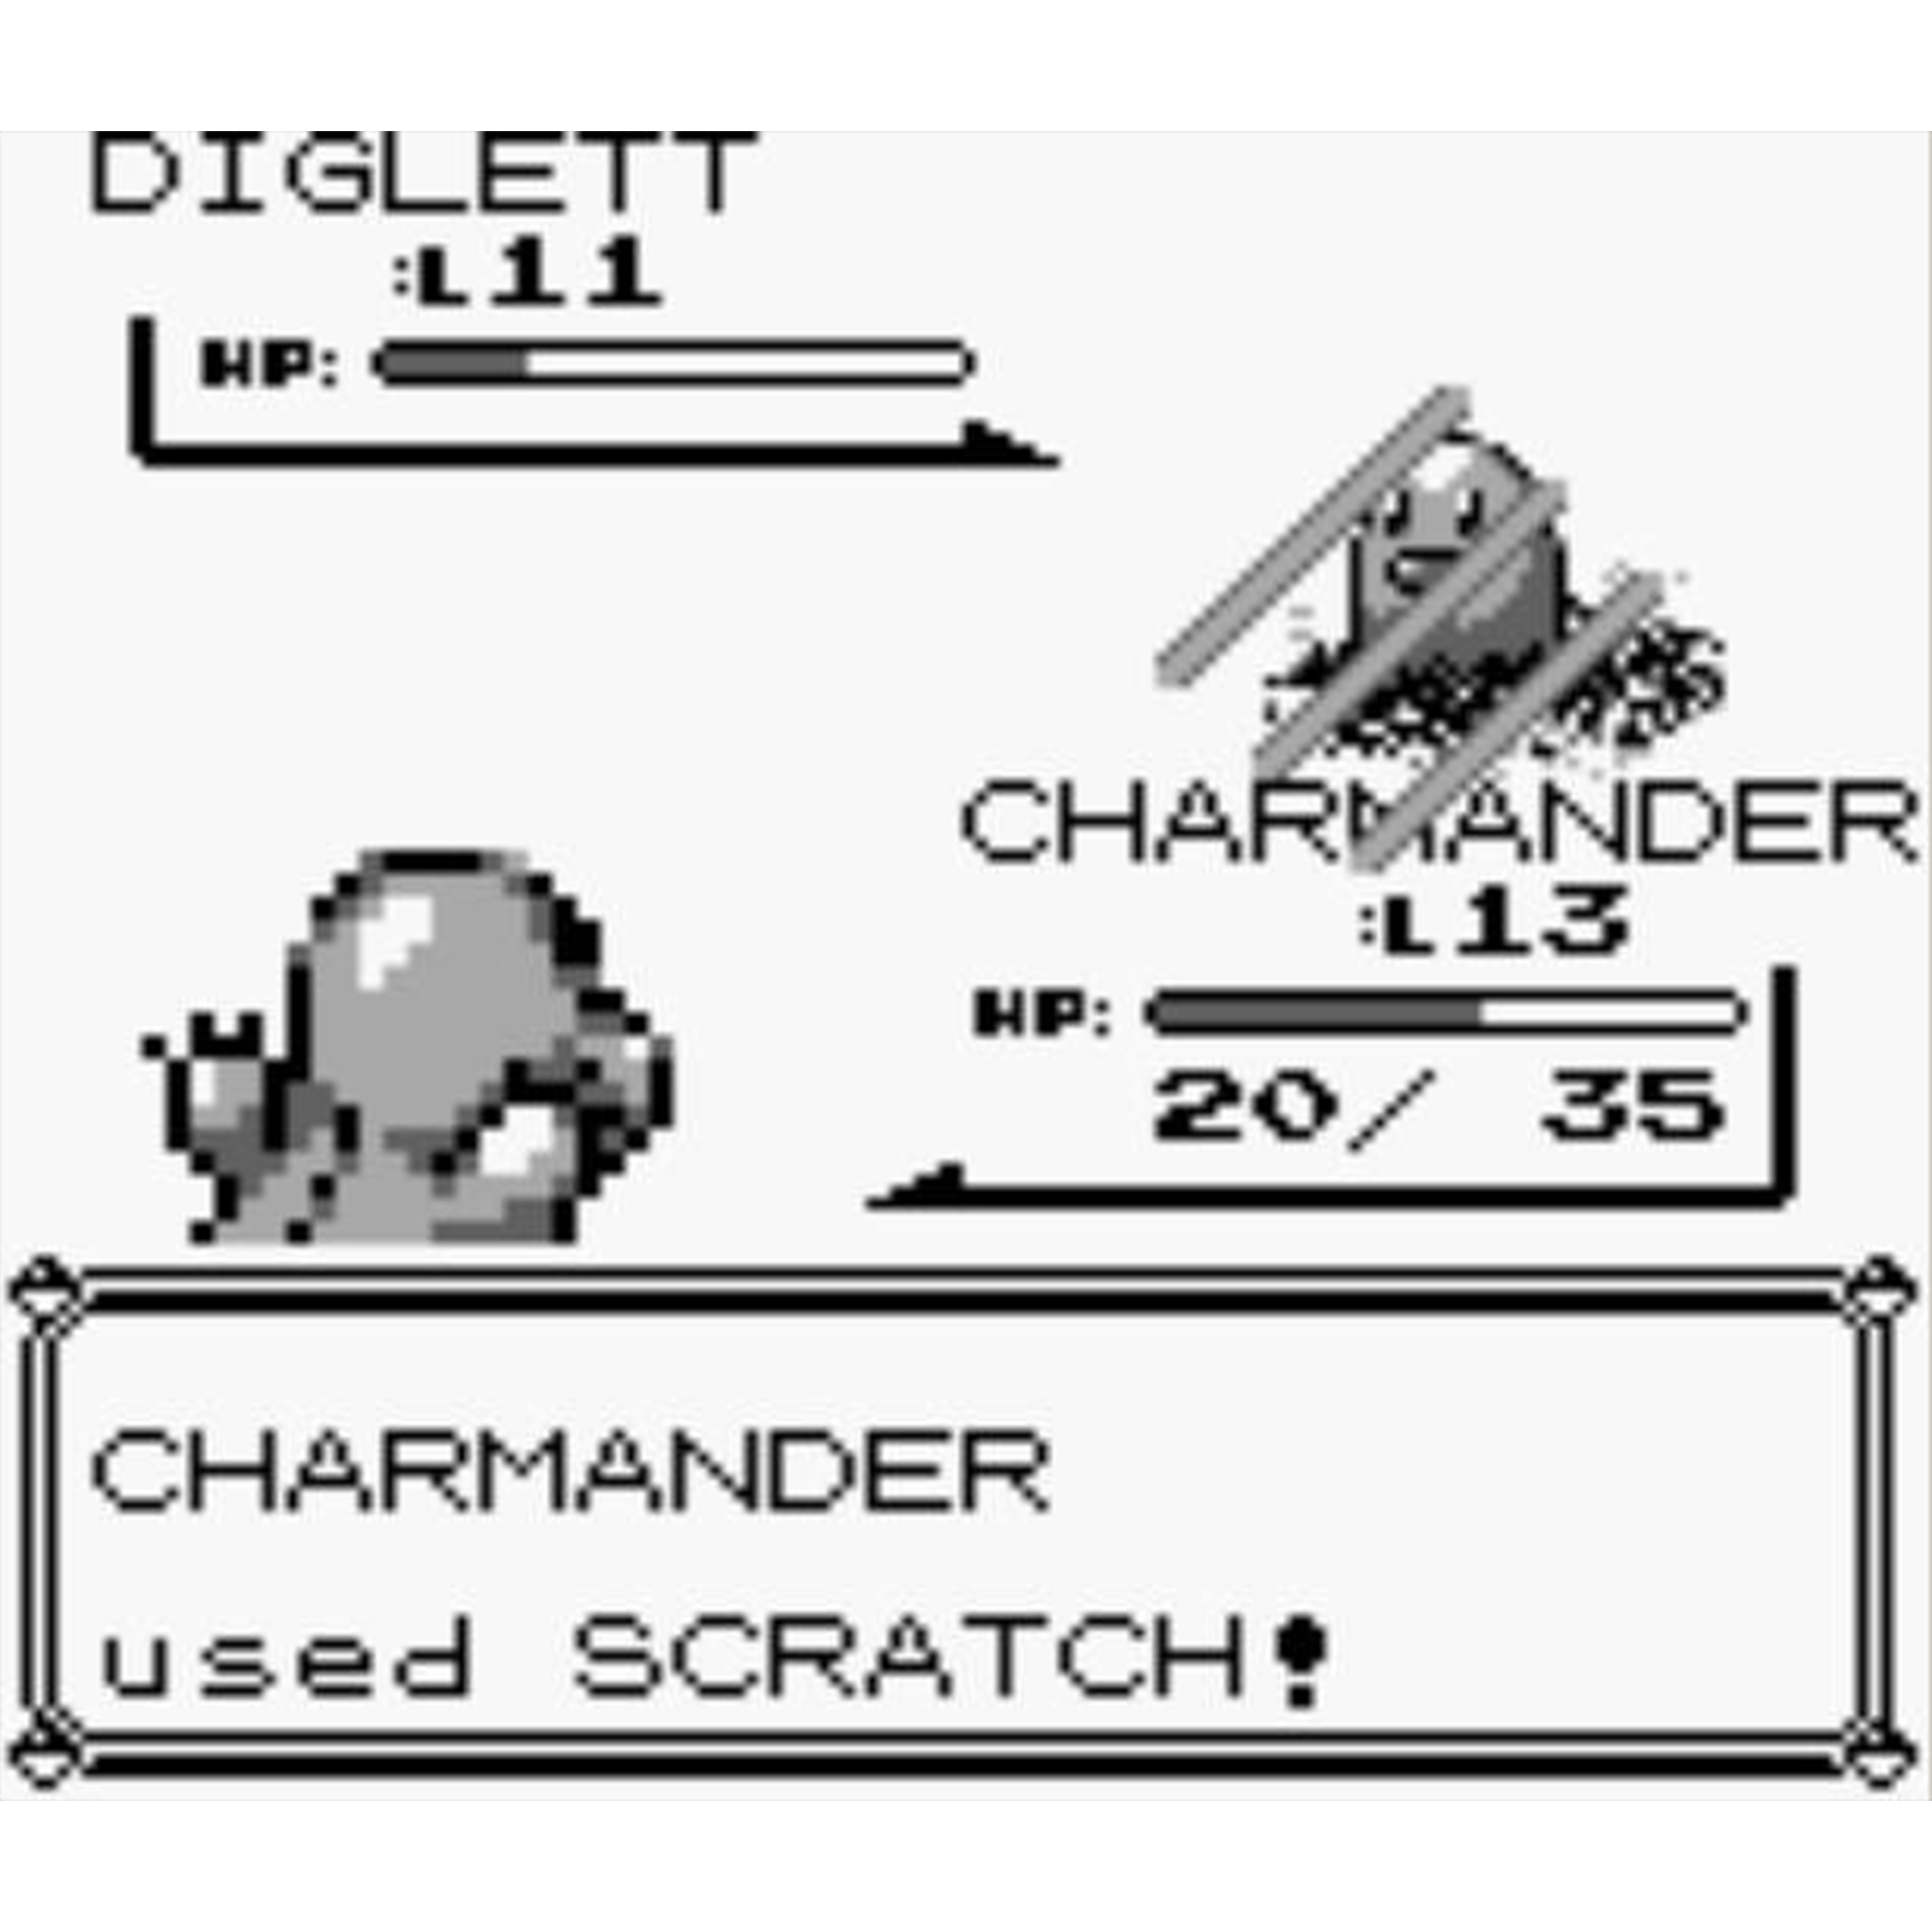 DIGLETT
:L11
HP:
CHARMANDER
:L13
HP:
20/ 35
CHARMANDER
used SCRATCH!